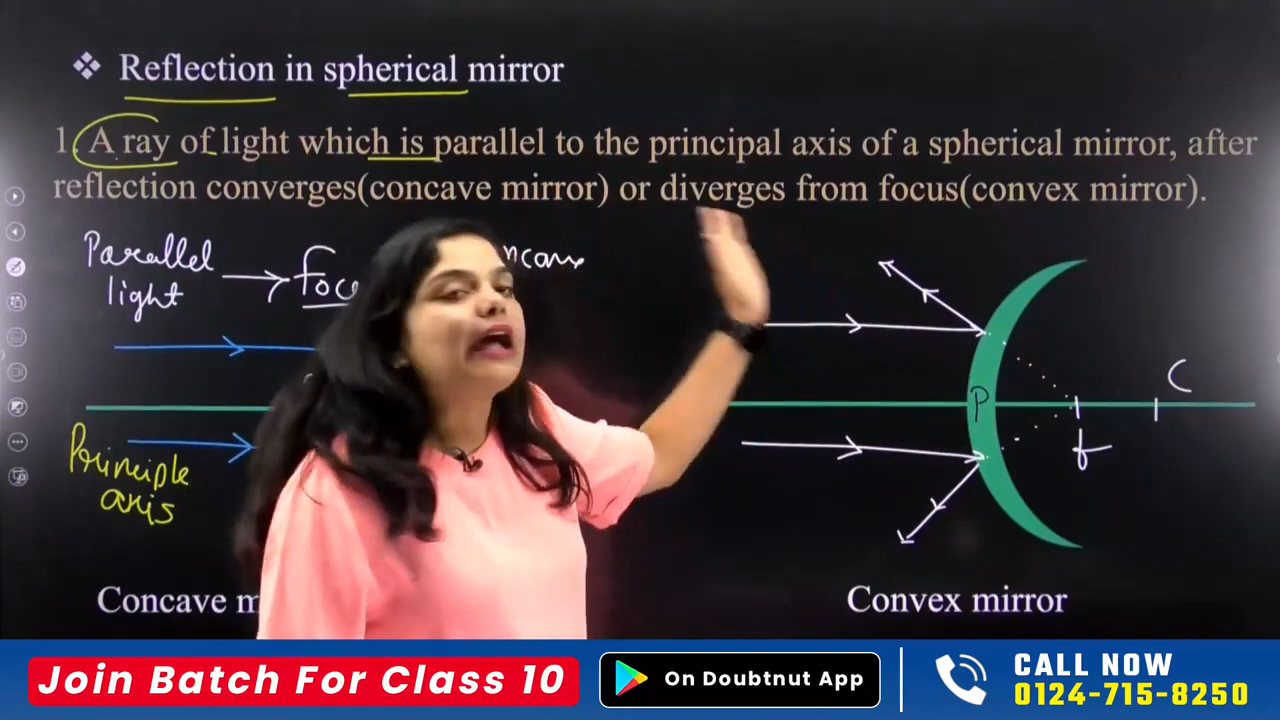 ❖ Reflection in spherical mirror
1. A ray of light which is parallel to the principal axis of a spherical mirror, after
reflection converges(concave mirror) or diverges from focus(convex mirror).
Parallel
light
P
C
f
Principle
axis
Concave
Convex mirror
Join Batch For Class 10
On Doubtnut App
CALL NOW
0124-715-8250